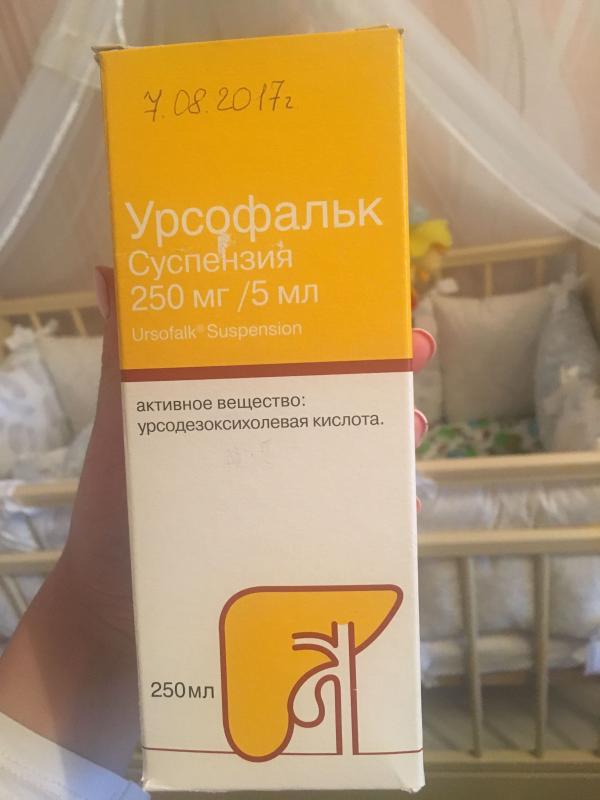 7.08.2017г
Урсофальк
Суспензия
250 мг /5 мл
Ursofalk® Suspension
активное вещество:
урсодезоксихолевая кислота.
250мл